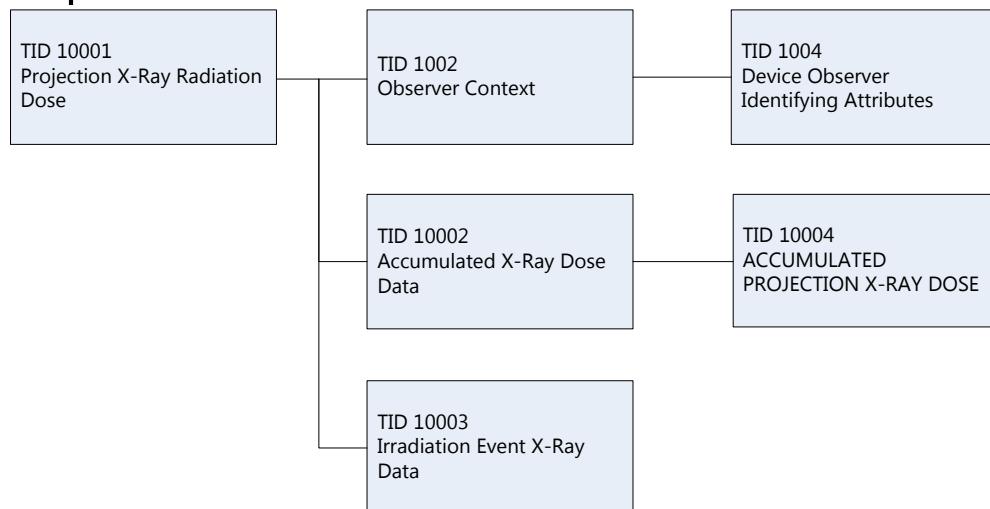 TID 10001
Projection X-Ray Radiation
Dose
TID 1002
Observer Context
TID 1004
Device Observer
Identifying Attributes
TID 10002
Accumulated X-Ray Dose
Data
TID 10004
ACCUMULATED
PROJECTION X-RAY DOSE
TID 10003
Irradiation Event X-Ray
Data